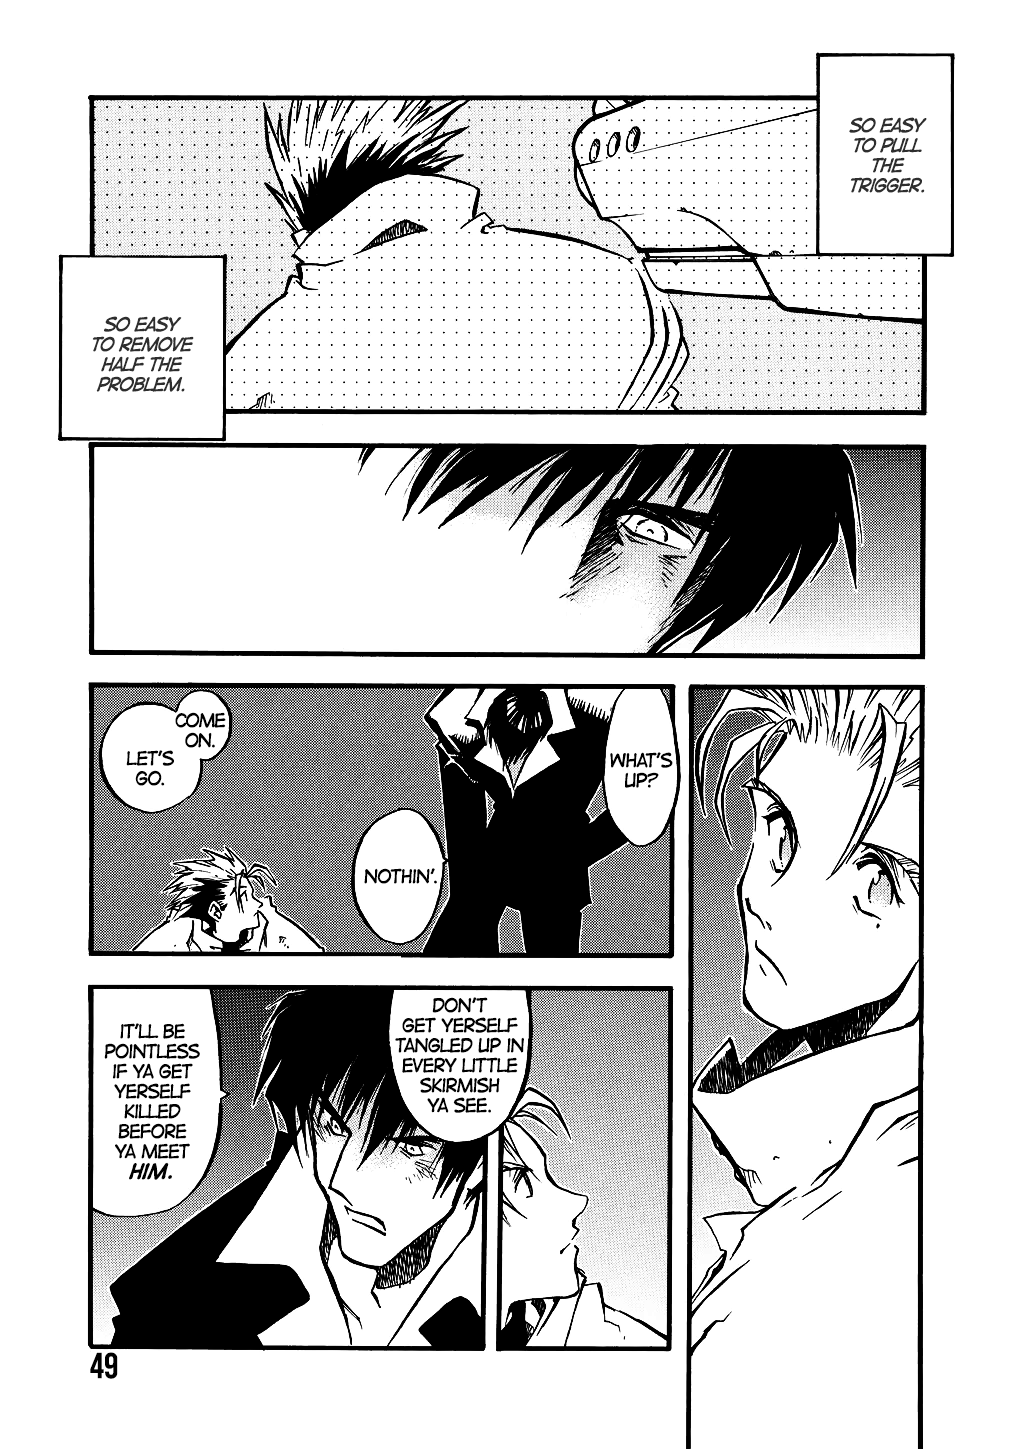 SO EASY
TO PULL
THE
TRIGGER.
SO EASY
TO REMOVE
HALF THE
PROBLEM.
WHAT'S
UP?
NOTHIN'.
COME
ON.
LET'S
GO.
DON'T
GET YERSELF
TANGLED UP IN
EVERY LITTLE
SKIRMISH
YA SEE.
IT'LL BE
POINTLESS
IF YA GET
YERSELF
KILLED
BEFORE
YA MEET
HIM.
49